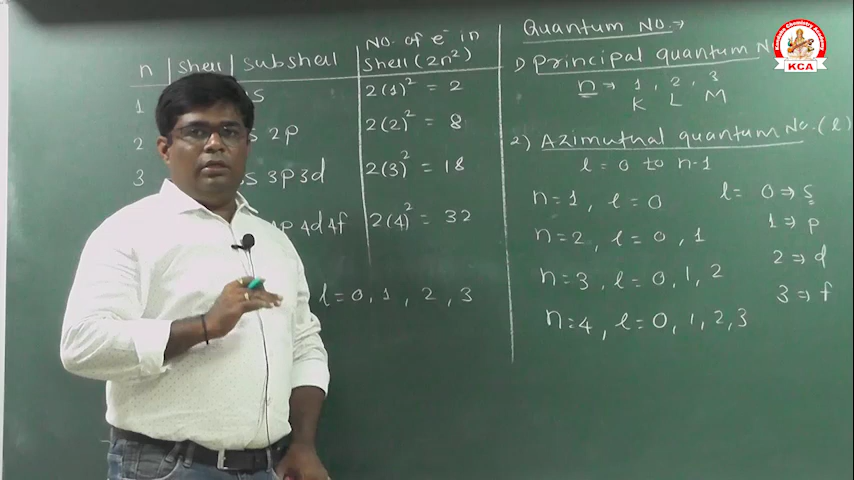 n | shell | subshell
No. of e⁻ in
shell (2n²)
1 s 2(1)² = 2
2 s 2p 2(2)² = 8
3 s 3p 3d 2(3)² = 18
p 4d 4f 2(4)² = 32
l = 0, 1, 2, 3
Quantum No. →
1) Principal quantum N
n → 1, 2, 3
K L M
2) Azimutual quantum No. (l)
l = 0 to n-1
n=1, l = 0
n=2, l = 0, 1
n=3, l = 0, 1, 2
n=4, l = 0, 1, 2, 3
l = 0 ⇒ s
1 ⇒ p
2 ⇒ d
3 ⇒ f
KCA